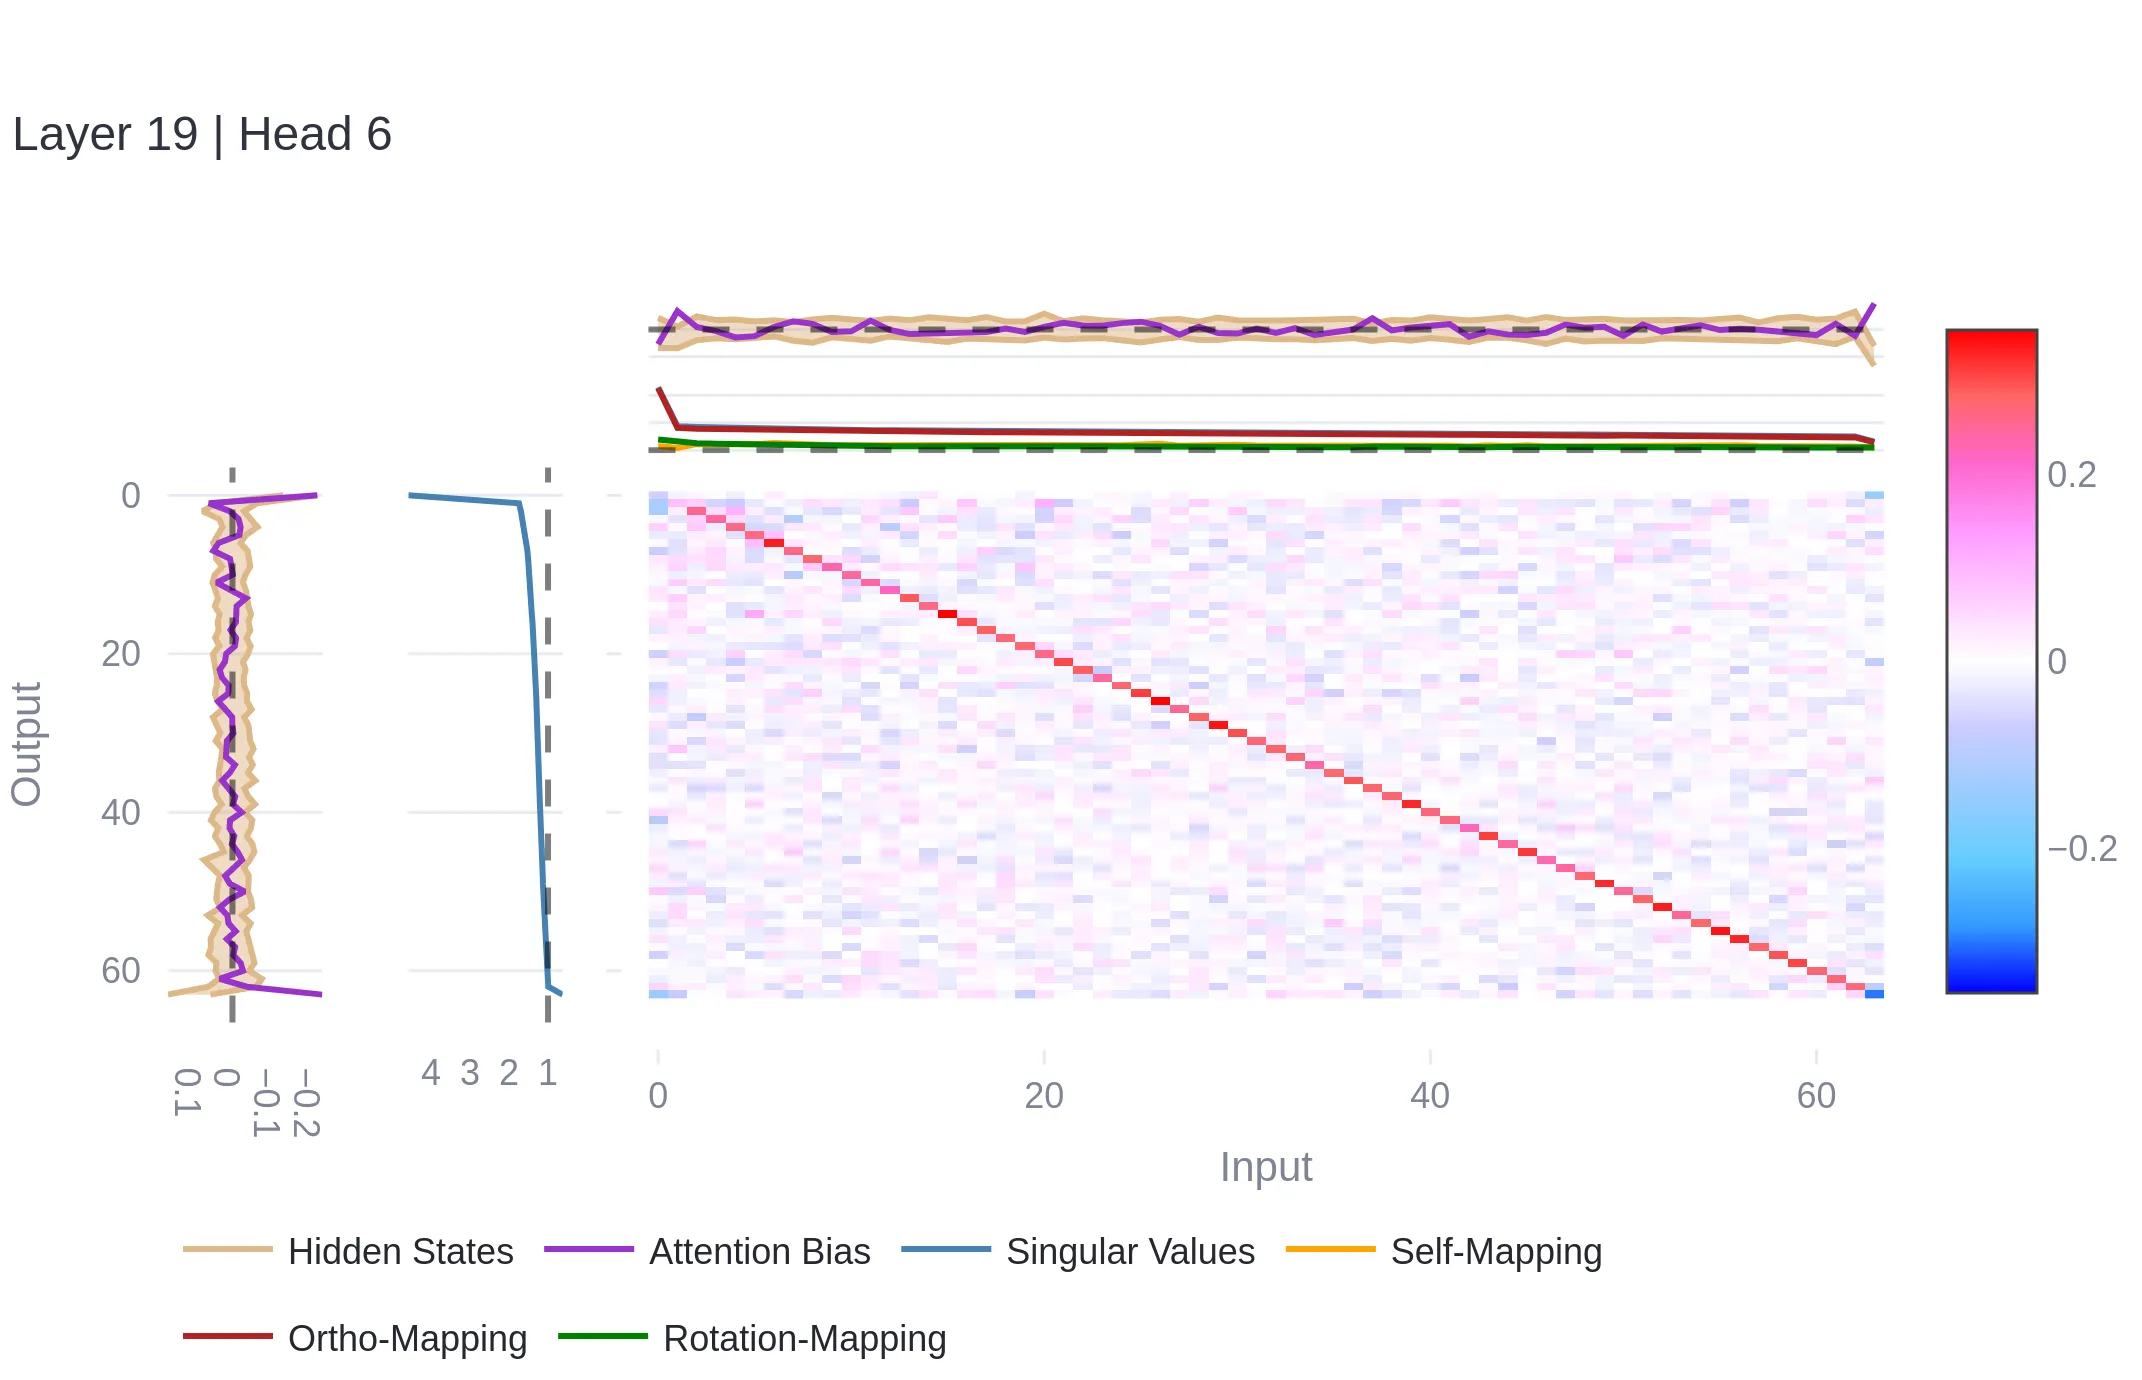 Layer 19 | Head 6
0
20
40
60
Output
0.1
0
−0.1
−0.2
4 3 2 1
0 20 40 60
Input
0.2
0
−0.2
Hidden States Attention Bias Singular Values Self-Mapping
Ortho-Mapping Rotation-Mapping